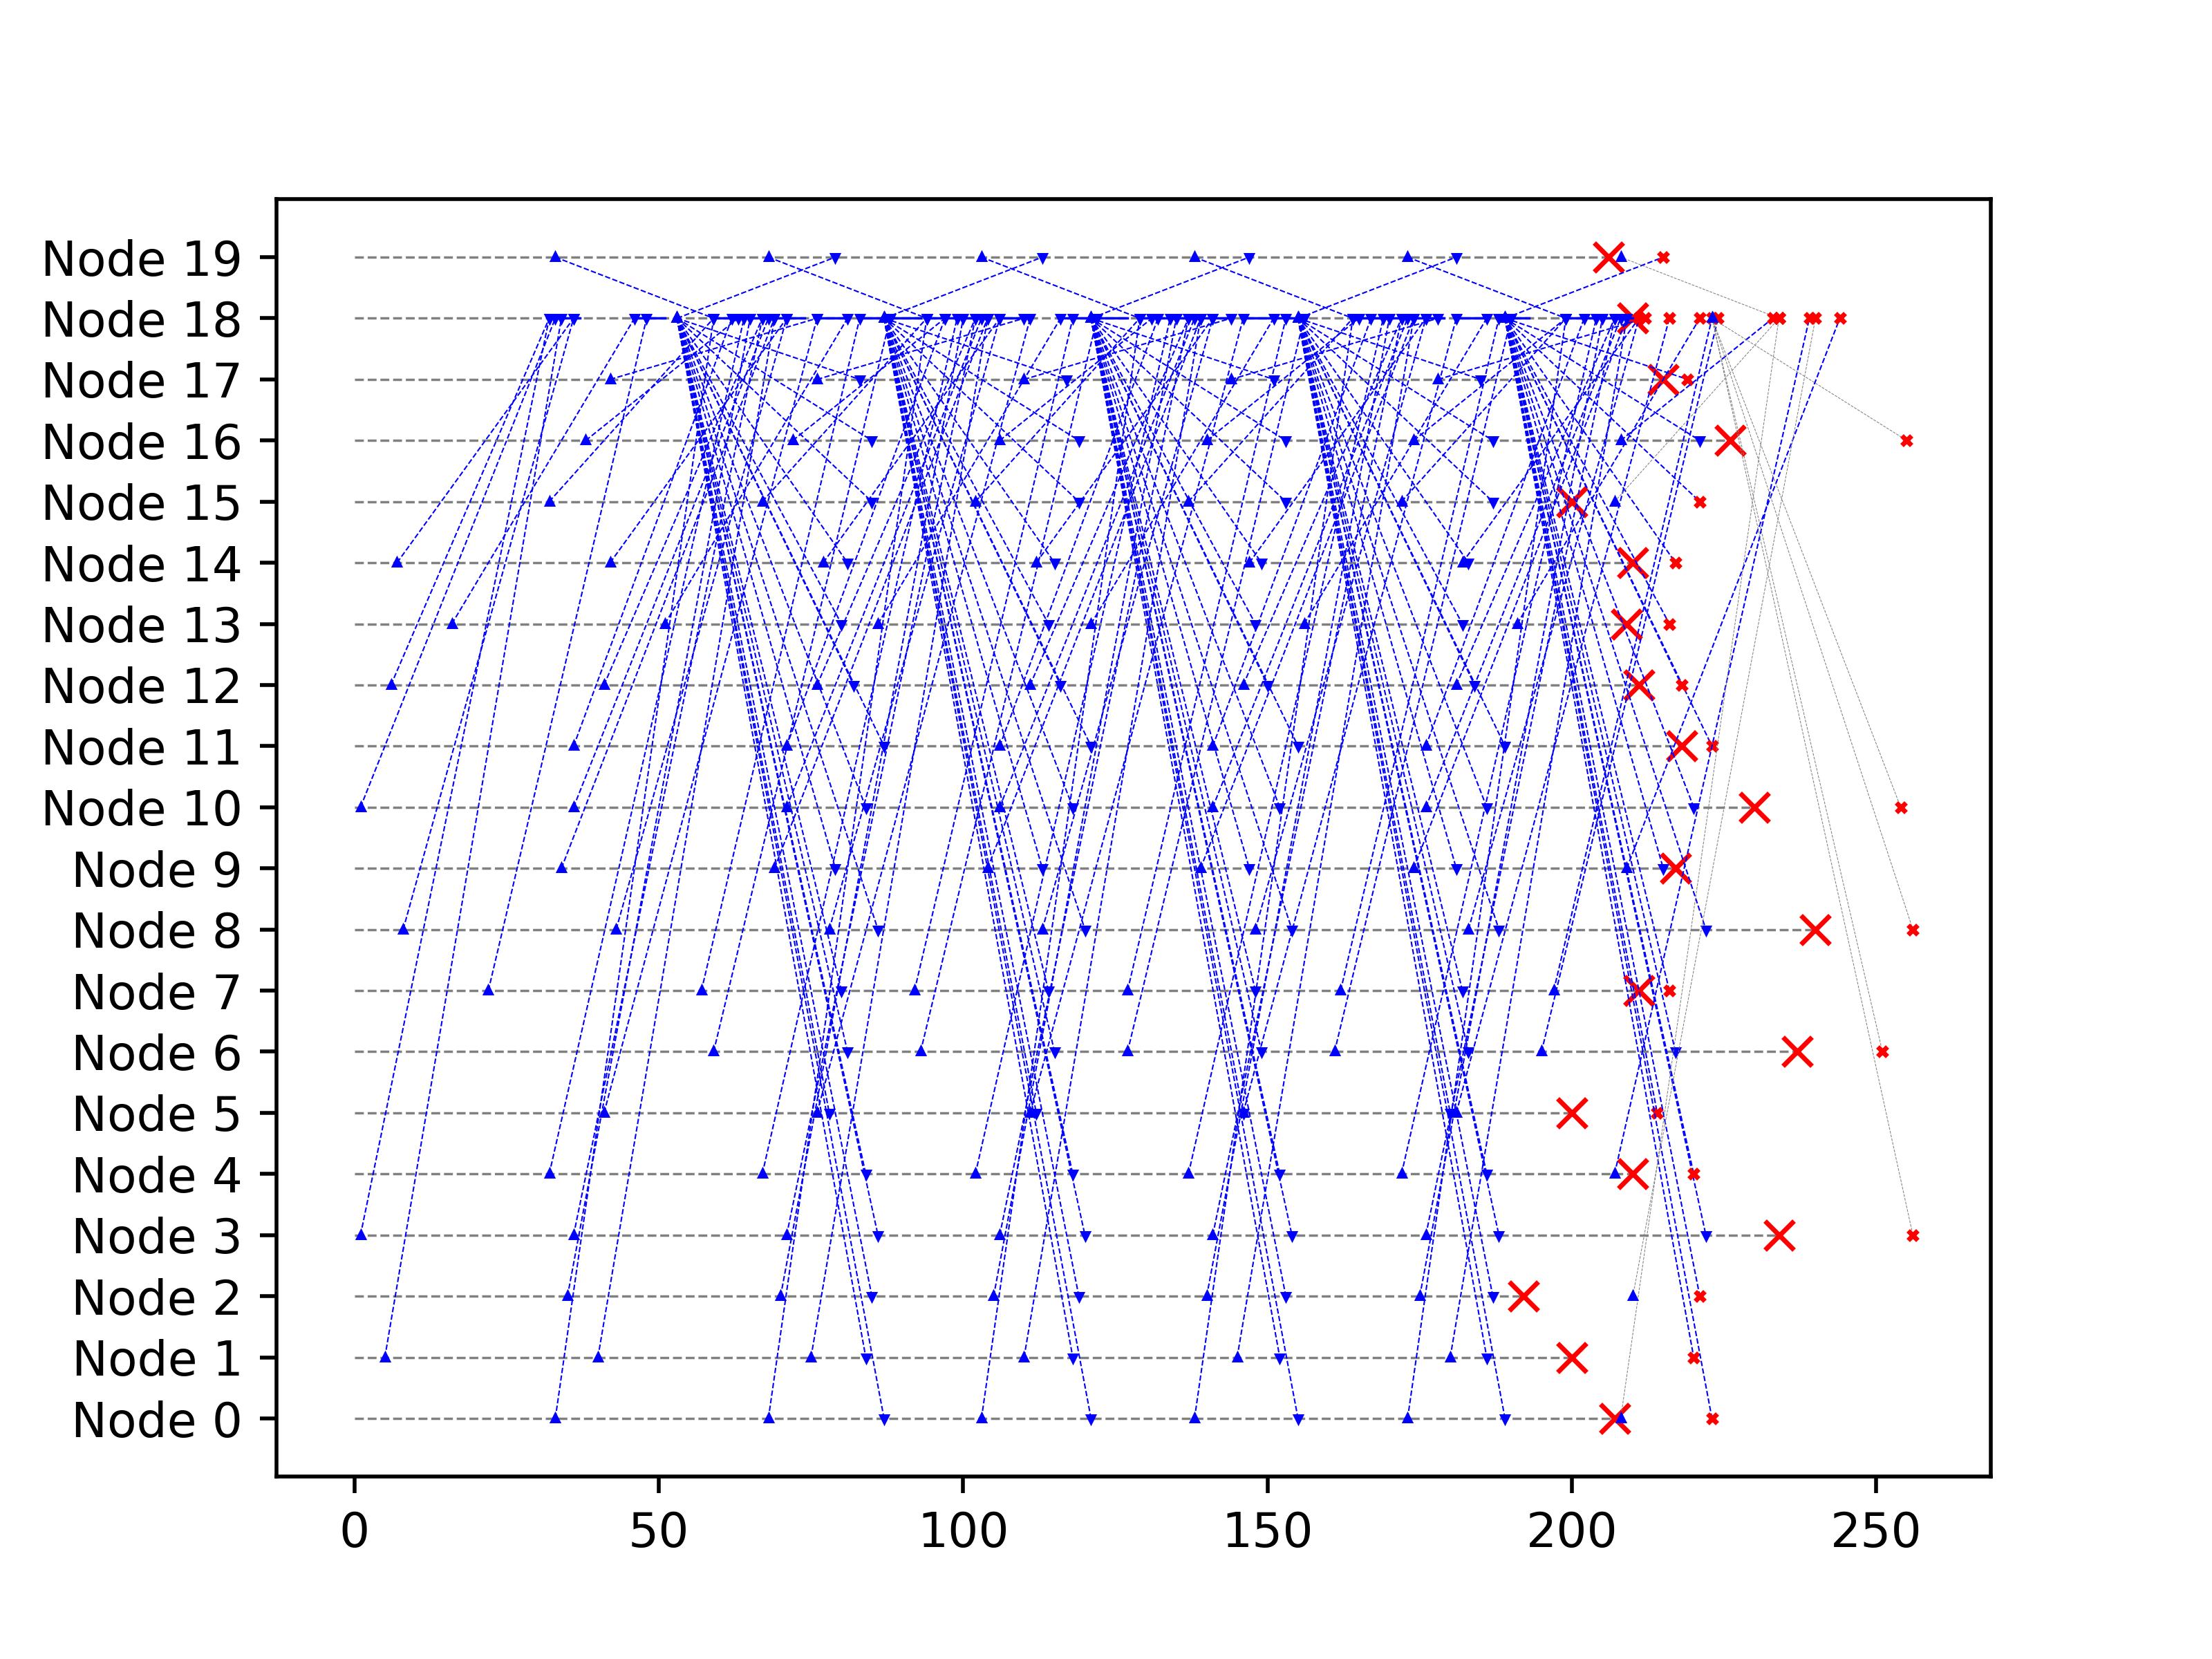 Node 19
Node 18
Node 17
Node 16
Node 15
Node 14
Node 13
Node 12
Node 11
Node 10
Node 9
Node 8
Node 7
Node 6
Node 5
Node 4
Node 3
Node 2
Node 1
Node 0
0 50 100 150 200 250